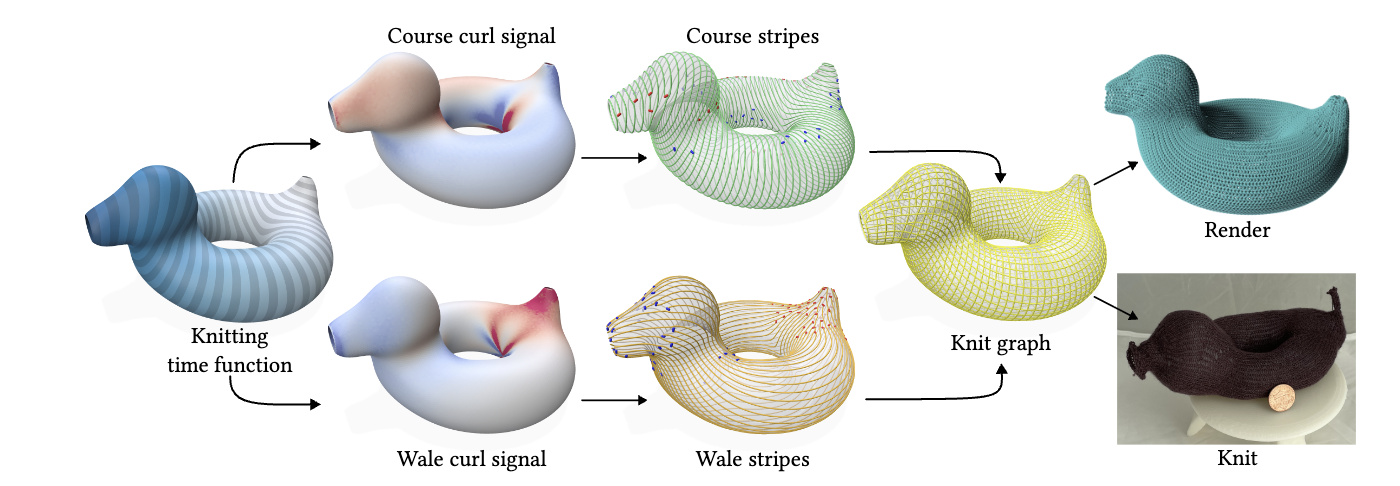 Course curl signal
Course stripes
Render
Knitting
time function
Knit graph
Wale curl signal
Wale stripes
Knit